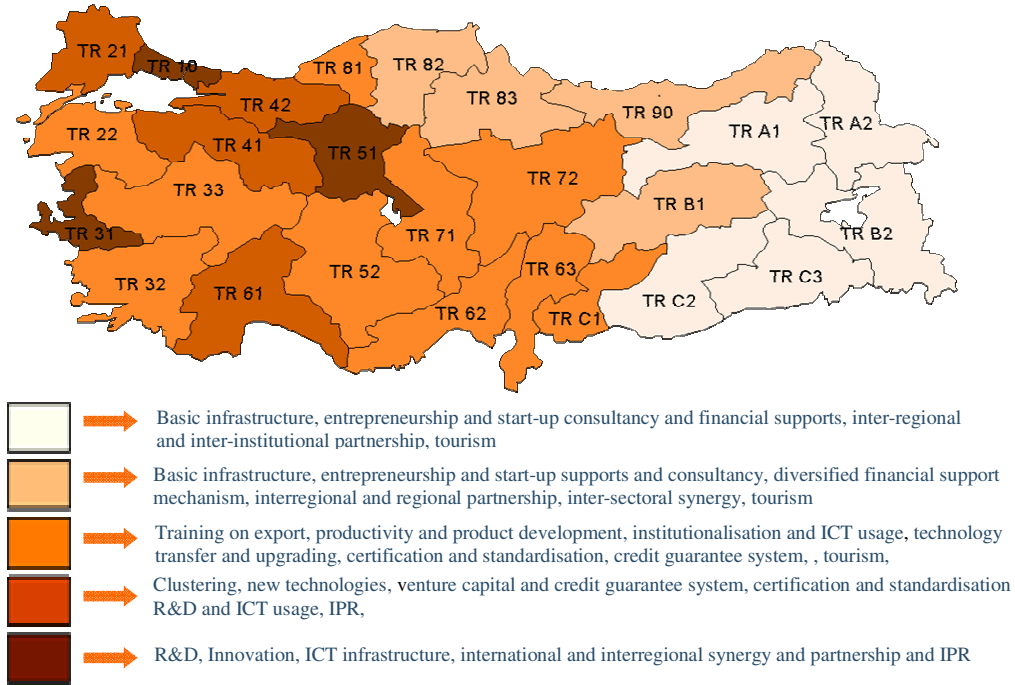 TR 21
TR 10
TR 81
TR 82
TR 42
TR 83
TR 90
TR 22
TR 41
TR 51
TR A1
TR A2
TR 33
TR 72
TR B1
TR 31
TR 71
TR B2
TR 32
TR 61
TR 52
TR 63
TR C3
TR C2
TR 62
TR C1
Basic infrastructure, entrepreneurship and start-up consultancy and financial supports, inter-regional
and inter-institutional partnership, tourism
Basic infrastructure, entrepreneurship and start-up supports and consultancy, diversified financial support
mechanism, interregional and regional partnership, inter-sectoral synergy, tourism
Training on export, productivity and product development, institutionalisation and ICT usage, technology
transfer and upgrading, certification and standardisation, credit guarantee system, , tourism,
Clustering, new technologies, venture capital and credit guarantee system, certification and standardisation
R&D and ICT usage, IPR,
R&D, Innovation, ICT infrastructure, international and interregional synergy and partnership and IPR